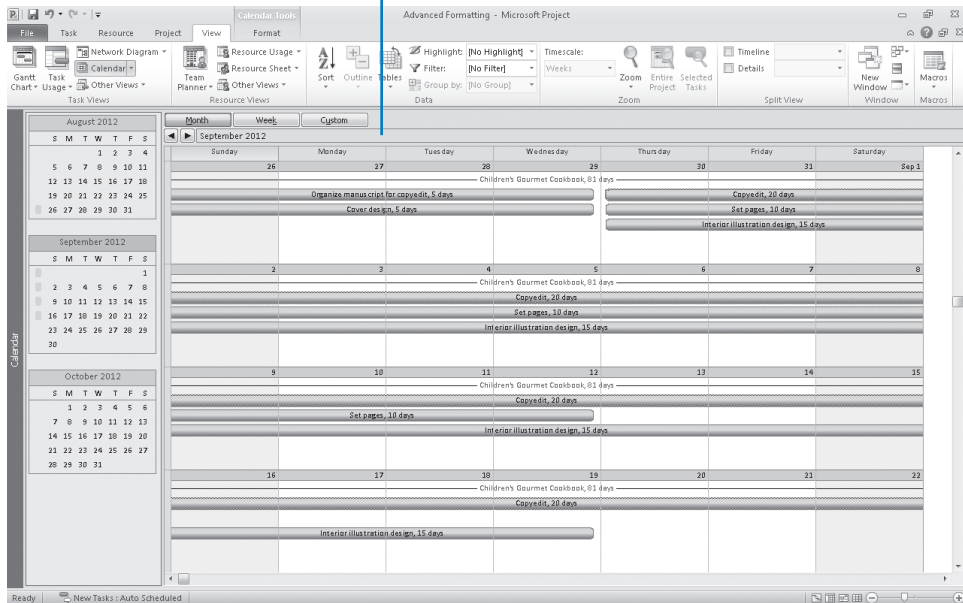 Calendar Tools
Advanced Formatting - Microsoft Project
File Task Resource Project View Format
Gantt Chart
Task Usage
Network Diagram
Calendar
Other Views
Task Views
Team Planner
Resource Usage
Resource Sheet
Other Views
Resource Views
Sort
Outline
Tables
Highlight: [No Highlight]
Filter: [No Filter]
Group by: [No Group]
Data
Timescale:
Weeks
Zoom
Entire Project
Selected Tasks
Zoom
Timeline
Details
Split View
New Window
Window
Macros
Macros
Calendar
August 2012
S M T W T F S
1 2 3 4
5 6 7 8 9 10 11
12 13 14 15 16 17 18
19 20 21 22 23 24 25
26 27 28 29 30 31
September 2012
S M T W T F S
1
2 3 4 5 6 7 8
9 10 11 12 13 14 15
16 17 18 19 20 21 22
23 24 25 26 27 28 29
30
October 2012
S M T W T F S
1 2 3 4 5 6
7 8 9 10 11 12 13
14 15 16 17 18 19 20
21 22 23 24 25 26 27
28 29 30 31
Month Week Custom
September 2012
Sunday Monday Tuesday Wednesday Thursday Friday Saturday
26 27 28 29 30 31 Sep 1
Children's Gourmet Cookbook, 81 days
Organize manuscript for copyedit, 5 days Copyedit, 20 days
Cover design, 5 days Set pages, 10 days
Interior illustration design, 15 days
2 3 4 5 6 7 8
Children's Gourmet Cookbook, 81 days
Copyedit, 20 days
Set pages, 10 days
Interior illustration design, 15 days
9 10 11 12 13 14 15
Children's Gourmet Cookbook, 81 days
Copyedit, 20 days
Set pages, 10 days
Interior illustration design, 15 days
16 17 18 19 20 21 22
Children's Gourmet Cookbook, 81 days
Copyedit, 20 days
Interior illustration design, 15 days
Ready New Tasks : Auto Scheduled